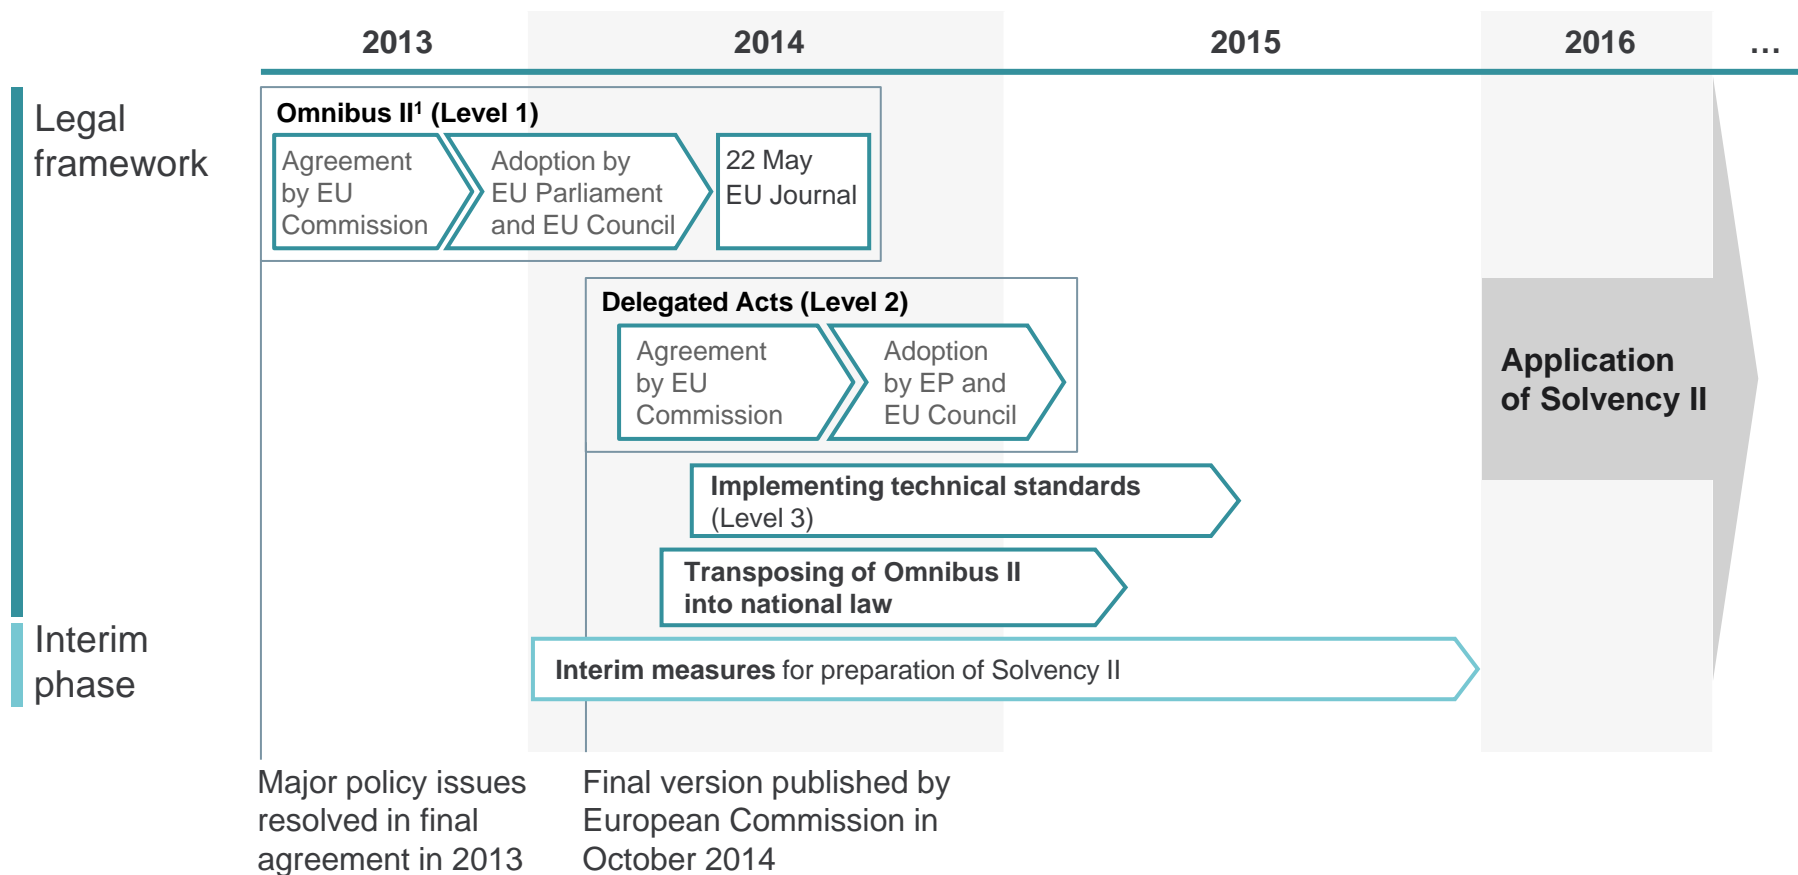 2013 2014 2015 2016 ...
Legal
framework
Omnibus II¹ (Level 1)
Agreement
by EU
Commission
Adoption by
EU Parliament
and EU Council
22 May
EU Journal
Delegated Acts (Level 2)
Agreement
by EU
Commission
Adoption
by EP and
EU Council
Application
of Solvency II
Implementing technical standards
(Level 3)
Transposing of Omnibus II
into national law
Interim
phase
Interim measures for preparation of Solvency II
Major policy issues
resolved in final
agreement in 2013
Final version published by
European Commission in
October 2014